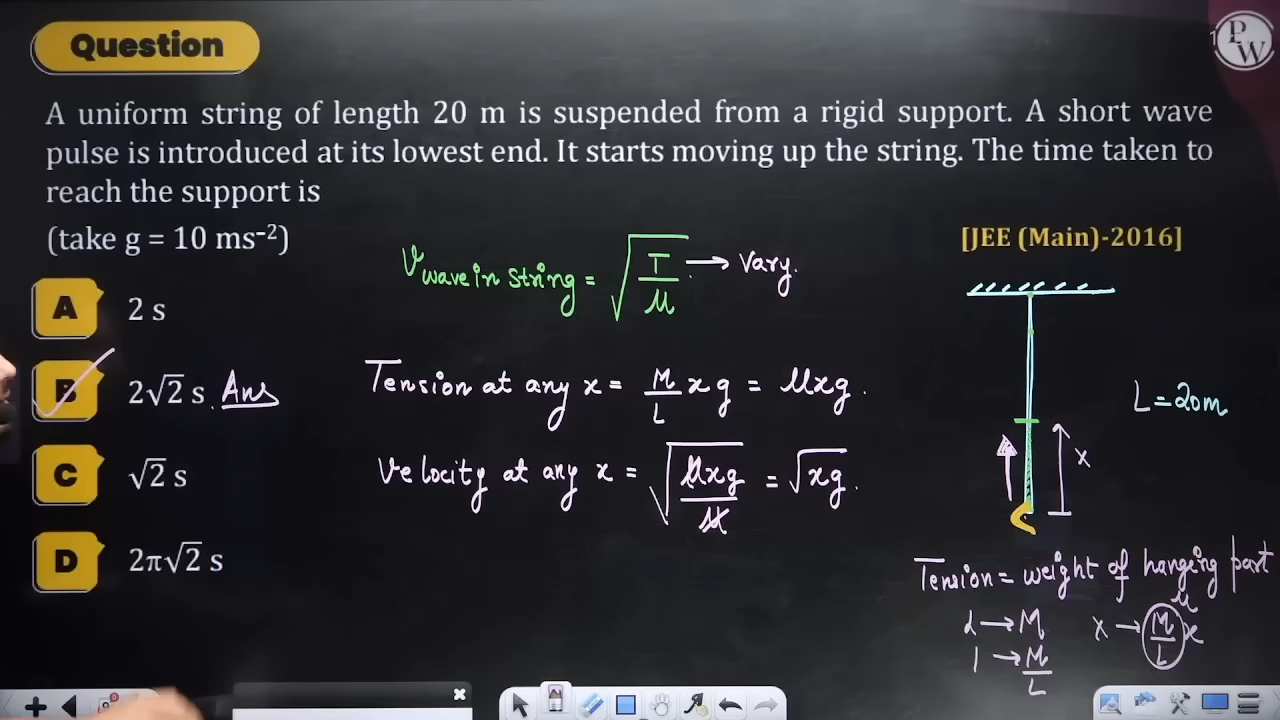 Question
PW
A uniform string of length 20 m is suspended from a rigid support. A short wave
pulse is introduced at its lowest end. It starts moving up the string. The time taken to
reach the support is
(take g = 10 ms⁻²)
[JEE (Main)-2016]
V wave in string = √(T/μ) → Vary.
A 2 s
B 2√2 s. Ans
C √2 s
D 2π√2 s
Tension at any x = M/L x g = μxg.
Velocity at any x = √(μxg/μ) = √xg.
L = 20m
x
Tension = weight of hanging part
L → M
1 → M/L
μ
x → M/L x